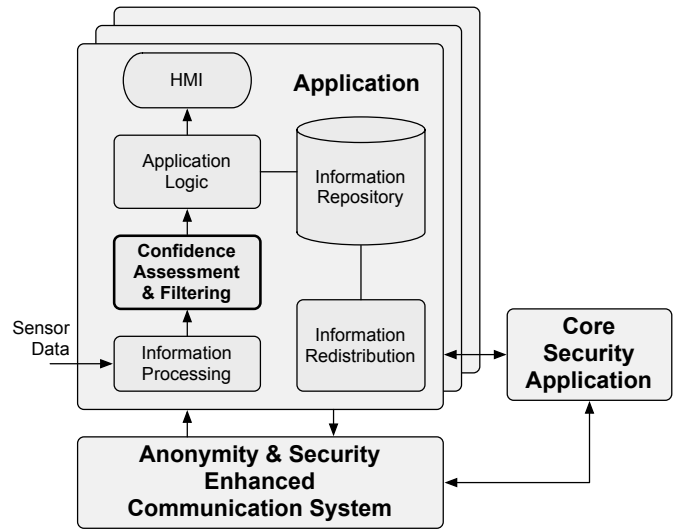 HMI
Application
Application
Logic
Information
Repository
Confidence
Assessment
& Filtering
Sensor
Data
Information
Processing
Information
Redistribution
Core
Security
Application
Anonymity & Security
Enhanced
Communication System